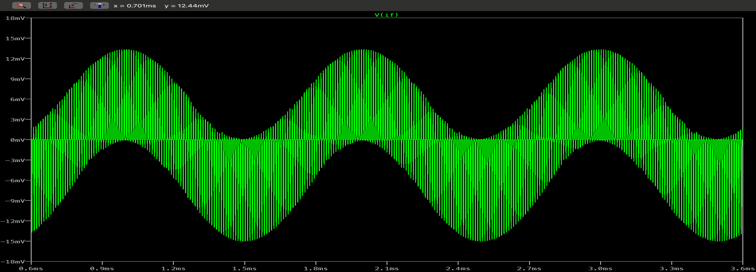 x = 0.701ms y = 12.44mV
V(if)
18mV
15mV
12mV
9mV
6mV
3mV
0mV
-3mV
-6mV
-9mV
-12mV
-15mV
-18mV
0.6ms 0.9ms 1.2ms 1.5ms 1.8ms 2.1ms 2.4ms 2.7ms 3.0ms 3.3ms 3.6ms